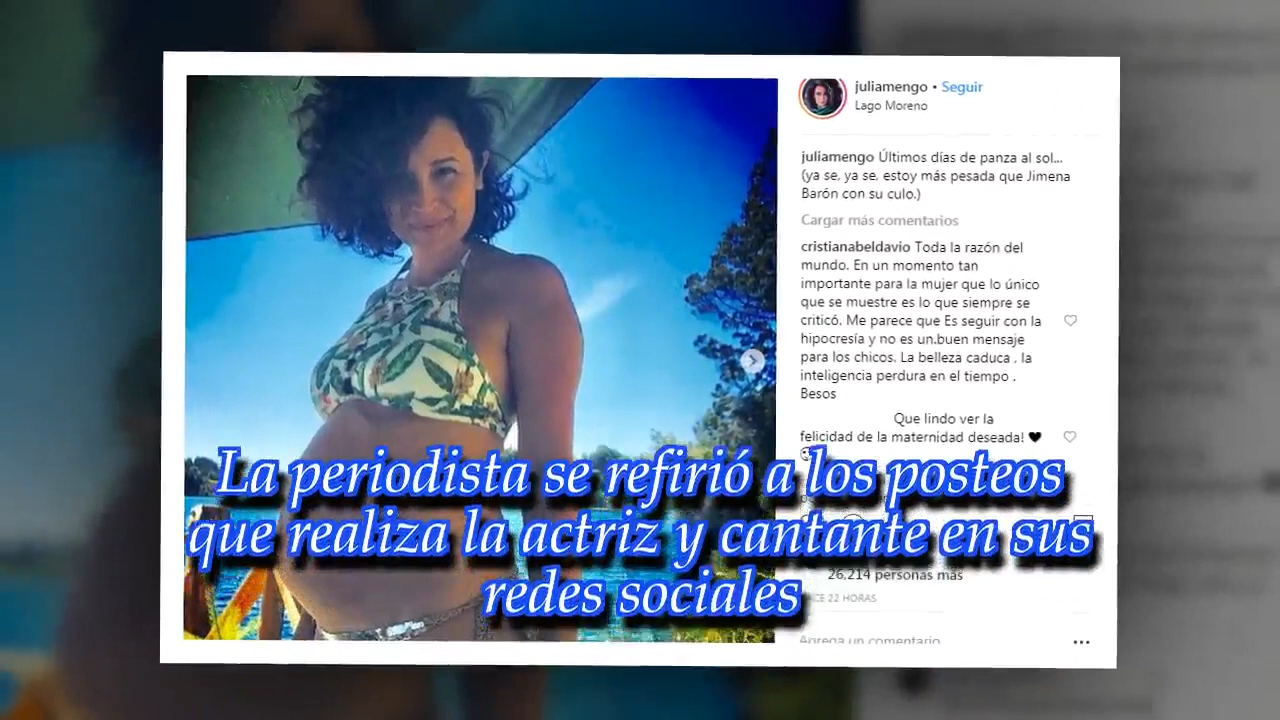 juliamengo • Seguir
Lago Moreno
juliamengo Últimos días de panza al sol...
(ya se, ya se, estoy más pesada que Jimena
Barón con su culo.)
Cargar más comentarios
cristianabeldavio Toda la razón del
mundo. En un momento tan
importante para la mujer que lo único
que se muestre es lo que siempre se
criticó. Me parece que Es seguir con la
hipocresía y no es un.buen mensaje
para los chicos. La belleza caduca . la
inteligencia perdura en el tiempo .
Besos
Que lindo ver la
felicidad de la maternidad deseada! ♥
La periodista se refirió a los posteos
que realiza la actriz y cantante en sus
redes sociales
26.214 personas más
22 HORAS
Agrega un comentario